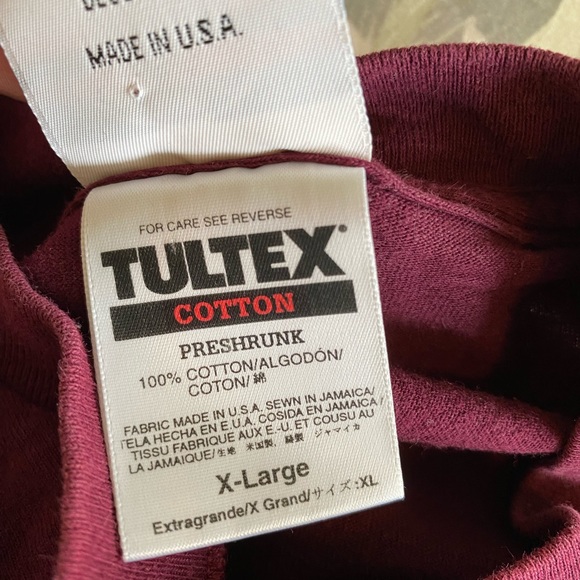 MADE IN U.S.A.
FOR CARE SEE REVERSE
TULTEX®
COTTON
PRESHRUNK
100% COTTON/ALGODÓN/
COTON/綿
FABRIC MADE IN U.S.A. SEWN IN JAMAICA/
TELA HECHA EN E.U.A. COSIDA EN JAMAICA/
TISSU FABRIQUE AUX E.-U. ET COUSU AU
LA JAMAIQUE/生地 米国製、縫製 ジャマイカ
X-Large
Extragrande/X Grand/サイズ:XL